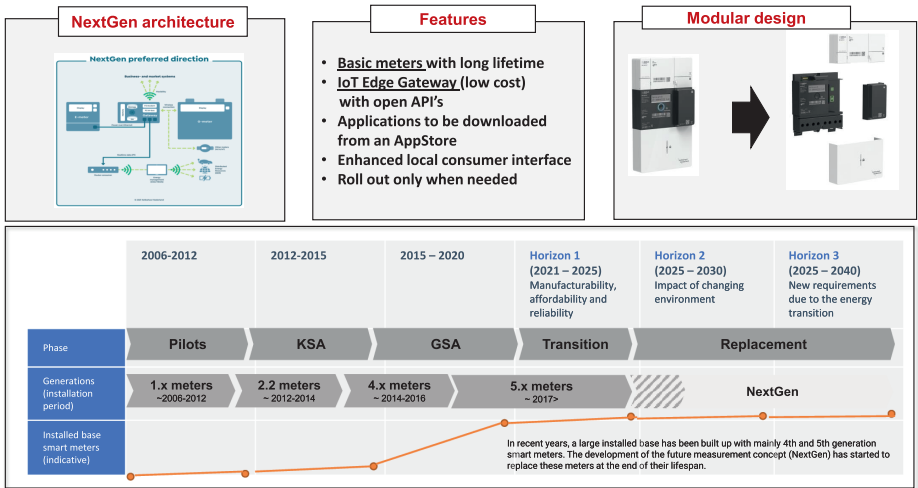 NextGen architecture
NextGen preferred direction
Business - and market systems
Features
• Basic meters with long lifetime
• IoT Edge Gateway (low cost)
with open API's
• Applications to be downloaded
from an AppStore
• Enhanced local consumer interface
• Roll out only when needed
Modular design
2006-2012
2012-2015
2015 – 2020
Horizon 1
(2021 – 2025)
Manufacturability,
affordability and
reliability
Horizon 2
(2025 – 2030)
Impact of changing
environment
Horizon 3
(2025 – 2040)
New requirements
due to the energy
transition
Phase
Pilots
KSA
GSA
Transition
Replacement
Generations
(installation
period)
1.x meters
~2006-2012
2.2 meters
~ 2012-2014
4.x meters
~ 2014-2016
5.x meters
~ 2017>
NextGen
Installed base
smart meters
(indicative)
In recent years, a large installed base has been built up with mainly 4th and 5th generation
smart meters. The development of the future measurement concept (NextGen) has started to
replace these meters at the end of their lifespan.